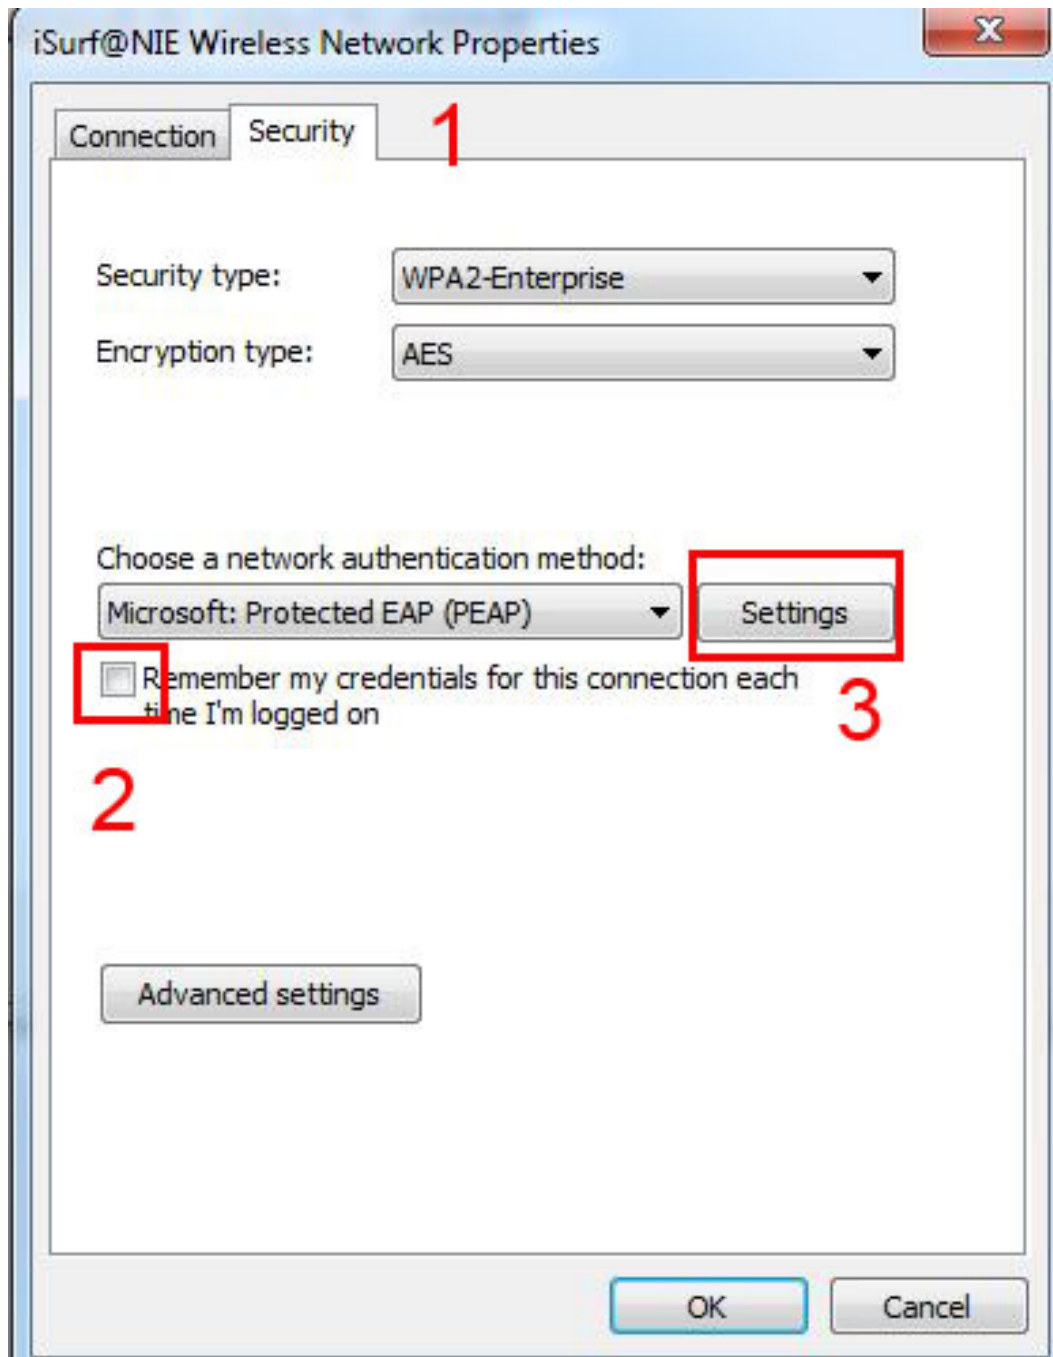 iSurf@NIE Wireless Network Properties
x
Connection
Security
1
Security type:
WPA2-Enterprise
Encryption type:
AES
Choose a network authentication method:
Microsoft: Protected EAP (PEAP)
Settings
Remember my credentials for this connection each
time I'm logged on
3
2
Advanced settings
OK
Cancel